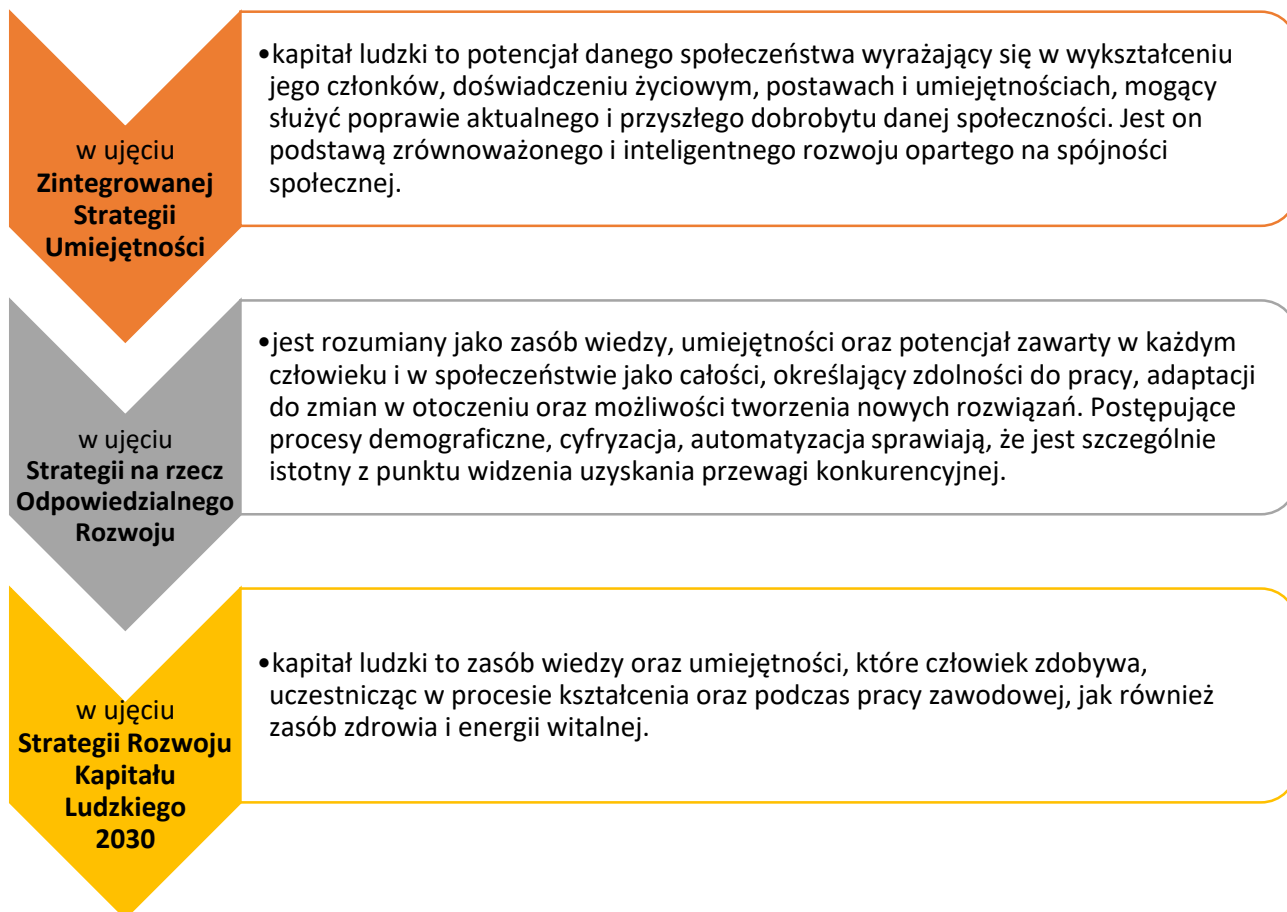 w ujęciu
Zintegrowanej
Strategii
Umiejętności
•kapitał ludzki to potencjał danego społeczeństwa wyrażający się w wykształceniu
jego członków, doświadczeniu życiowym, postawach i umiejętnościach, mogący
służyć poprawie aktualnego i przyszłego dobrobytu danej społeczności. Jest on
podstawą zrównoważonego i inteligentnego rozwoju opartego na spójności
społecznej.
w ujęciu
Strategii na rzecz
Odpowiedzialnego
Rozwoju
•jest rozumiany jako zasób wiedzy, umiejętności oraz potencjał zawarty w każdym
człowieku i w społeczeństwie jako całości, określający zdolności do pracy, adaptacji
do zmian w otoczeniu oraz możliwości tworzenia nowych rozwiązań. Postępujące
procesy demograficzne, cyfryzacja, automatyzacja sprawiają, że jest szczególnie
istotny z punktu widzenia uzyskania przewagi konkurencyjnej.
w ujęciu
Strategii Rozwoju
Kapitału
Ludzkiego
2030
•kapitał ludzki to zasób wiedzy oraz umiejętności, które człowiek zdobywa,
uczestnicząc w procesie kształcenia oraz podczas pracy zawodowej, jak również
zasób zdrowia i energii witalnej.